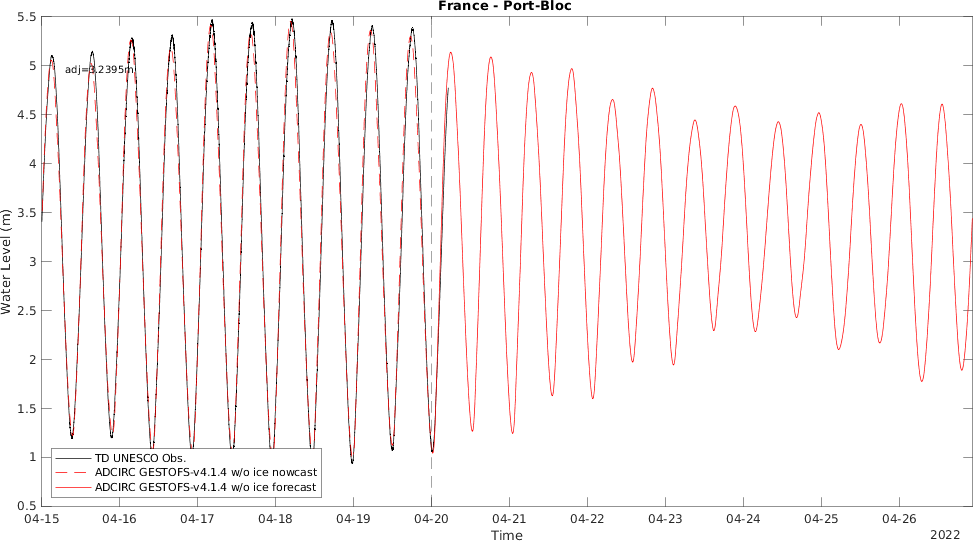 France - Port-Bloc
5.5
5
4.5
4
3.5
3
2.5
2
1.5
1
0.5
Water Level (m)
adj=3.2395m
TD UNESCO Obs.
ADCIRC GESTOFS-v4.1.4 w/o ice nowcast
ADCIRC GESTOFS-v4.1.4 w/o ice forecast
04-15 04-16 04-17 04-18 04-19 04-20 04-21 04-22 04-23 04-24 04-25 04-26
Time
2022